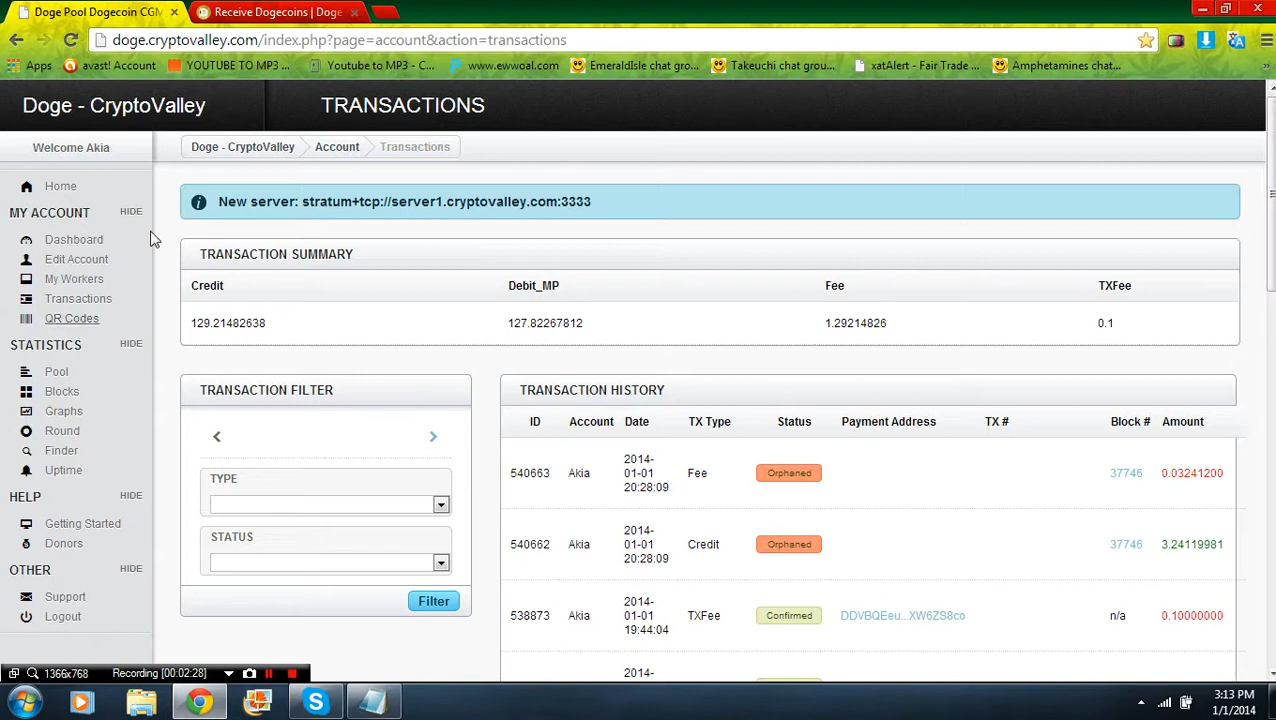 Doge Pool Dogecoin CGM
Receive Dogecoins | Doge
doge.cryptovalley.com/index.php?page=account&action=transactions
Apps
avast! Account
YOUTUBE TO MP3 - ...
Youtube to MP3 - C...
www.ewwoal.com
EmeraldIsle chat gro...
Takeuchi chat grou...
xatAlert - Fair Trade ...
Amphetamines chat...
»
Doge - CryptoValley
TRANSACTIONS
Welcome Akia
Doge - CryptoValley
Account
Transactions
Home
MY ACCOUNT HIDE
Dashboard
Edit Account
My Workers
Transactions
QR Codes
STATISTICS HIDE
Pool
Blocks
Graphs
Round
Finder
Uptime
HELP HIDE
Getting Started
Donors
OTHER HIDE
Support
Logout
New server: stratum+tcp://server1.cryptovalley.com:3333
TRANSACTION SUMMARY
Credit Debit_MP Fee TXFee
129.21482638 127.82267812 1.29214826 0.1
TRANSACTION FILTER
TYPE
STATUS
Filter
TRANSACTION HISTORY
ID Account Date TX Type Status Payment Address TX # Block # Amount
540663 Akia 2014-
01-01
20:28:09 Fee Orphaned 37746 0.03241200
540662 Akia 2014-
01-01
20:28:09 Credit Orphaned 37746 3.24119981
538873 Akia 2014-
01-01
19:44:04 TXFee Confirmed DDVBQEeu...XW6ZS8co n/a 0.10000000
2014-
1366x768
Recording [00:02:28]
3:13 PM
1/1/2014